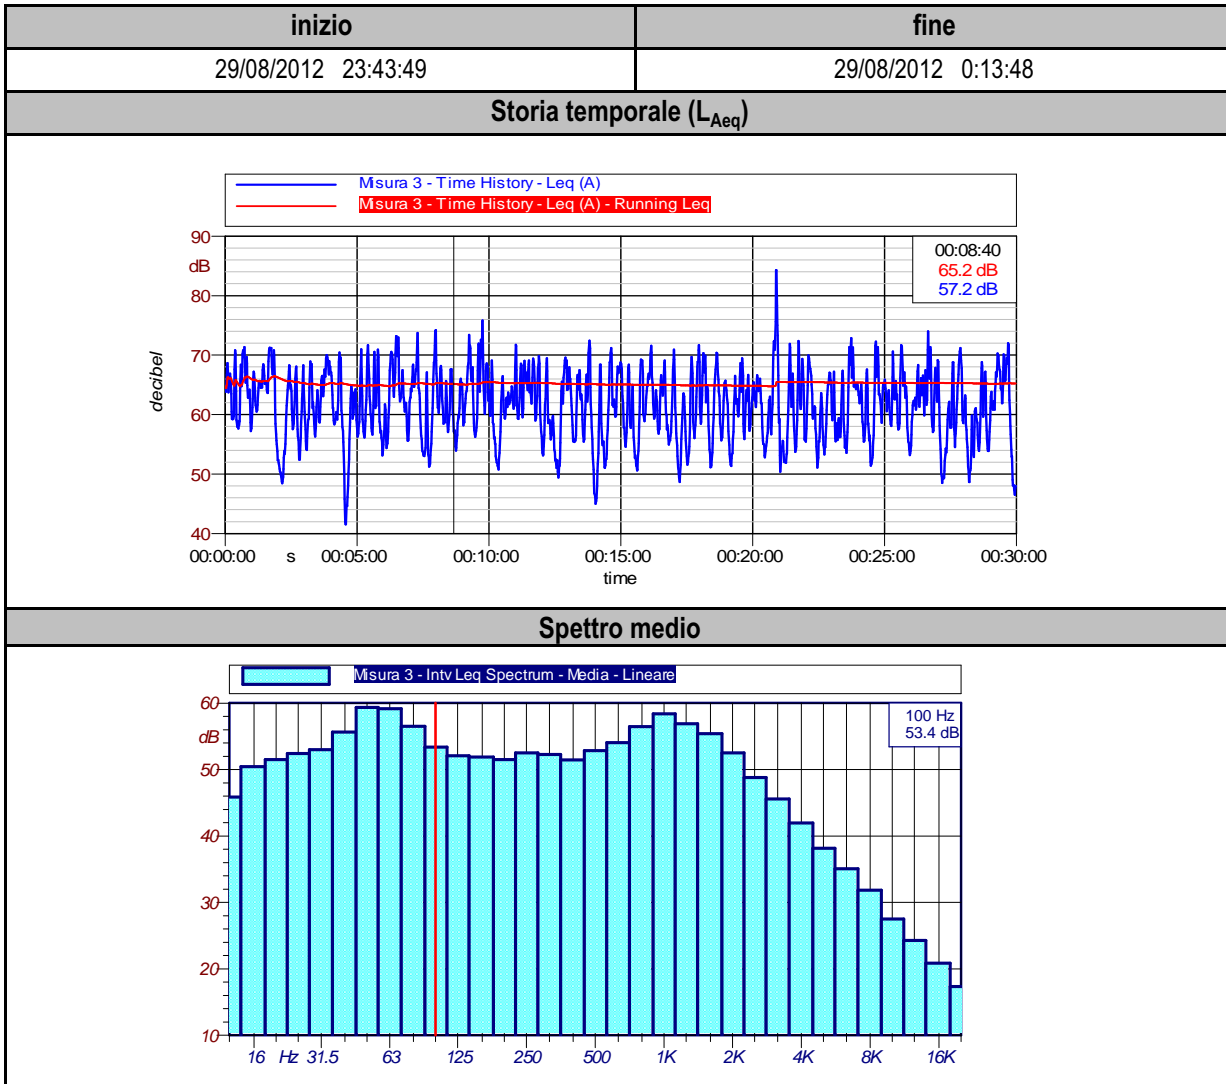 inizio fine
29/08/2012 23:43:49 29/08/2012 0:13:48
Storia temporale (LAeq)
Misura 3 - Time History - Leq (A)
Misura 3 - Time History - Leq (A) - Running Leq
90
dB
80
70
60
50
40
decibel
00:08:40
65.2 dB
57.2 dB
00:00:00 s 00:05:00 00:10:00 00:15:00 00:20:00 00:25:00 00:30:00
time
Spettro medio
Misura 3 - Intv Leq Spectrum - Media - Lineare
60
dB
50
40
30
20
10
100 Hz
53.4 dB
16 Hz 31.5 63 125 250 500 1K 2K 4K 8K 16K